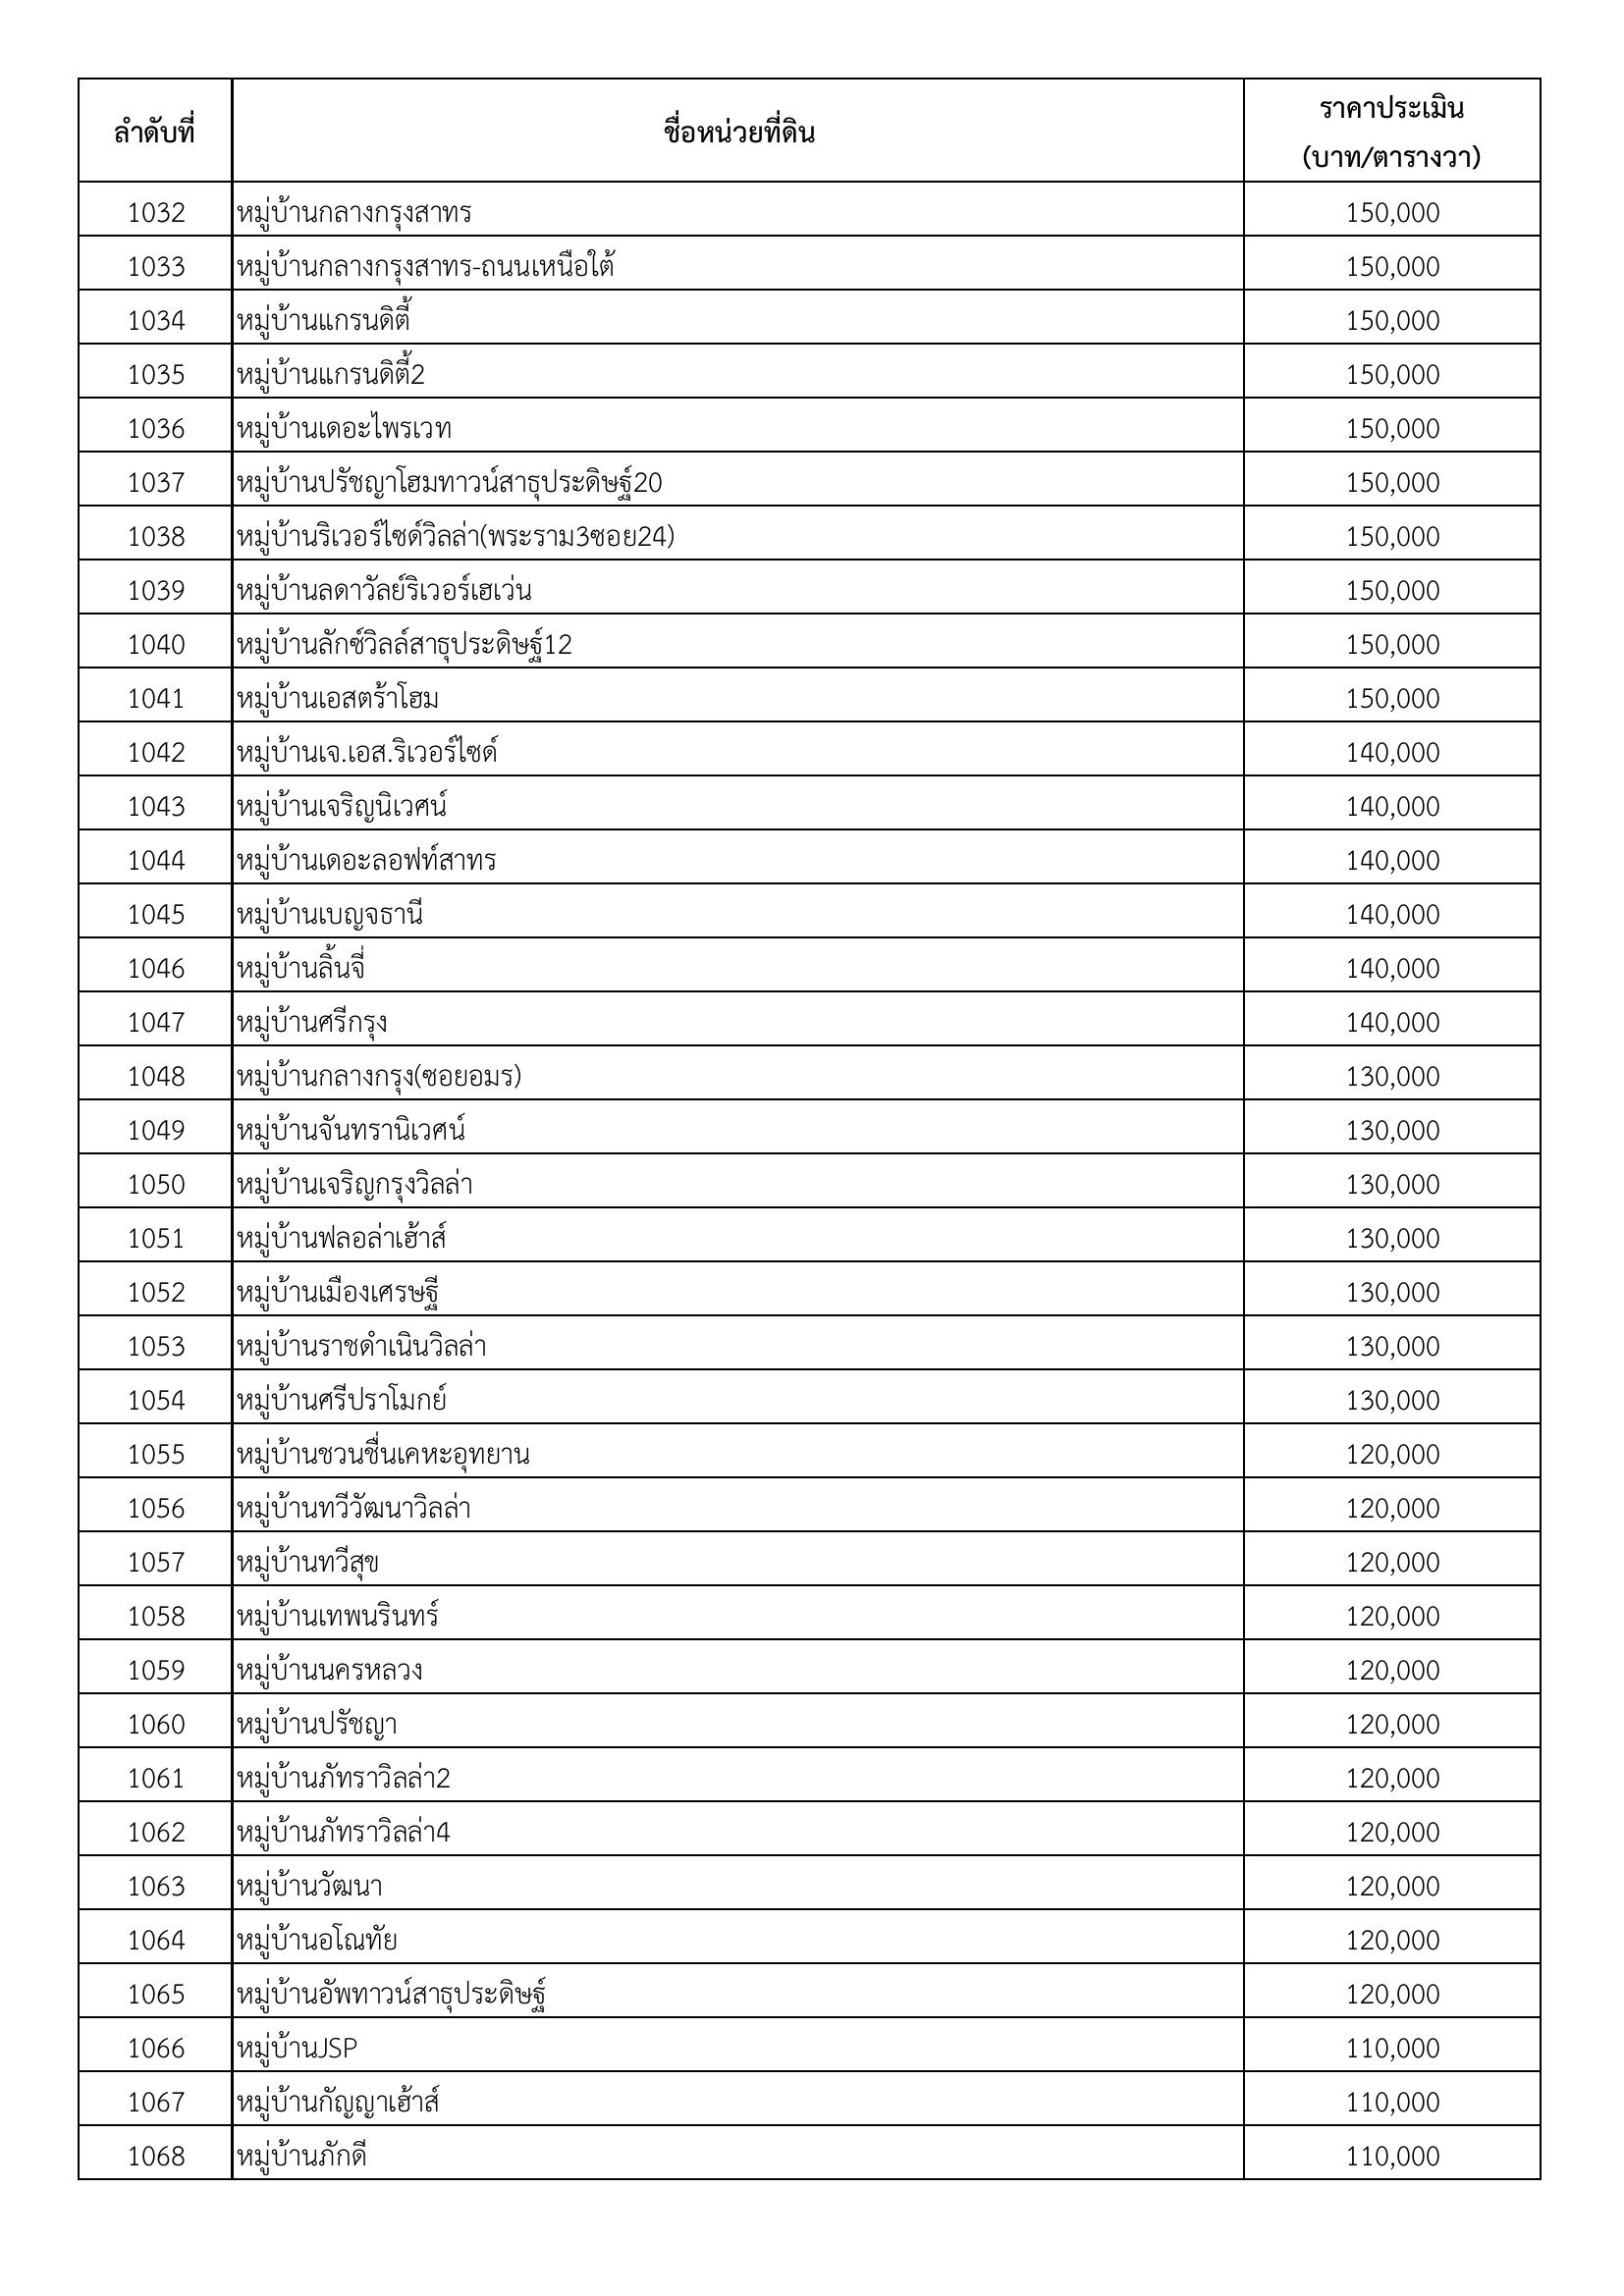 ลำดับที่ ชื่อหน่วยที่ดิน ราคาประเมิน
(บาท/ตารางวา)
1032 หมู่บ้านกลางกรุงสาทร 150,000
1033 หมู่บ้านกลางกรุงสาทร-ถนนเหนือใต้ 150,000
1034 หมู่บ้านแกรนดิตี้ 150,000
1035 หมู่บ้านแกรนดิตี้2 150,000
1036 หมู่บ้านเดอะไพรเวท 150,000
1037 หมู่บ้านปรัชญาโฮมทาวน์สาธุประดิษฐ์20 150,000
1038 หมู่บ้านริเวอร์ไซด์วิลล่า(พระราม3ซอย24) 150,000
1039 หมู่บ้านลดาวัลย์ริเวอร์เฮเว่น 150,000
1040 หมู่บ้านลักซ์วิลล์สาธุประดิษฐ์12 150,000
1041 หมู่บ้านเอสตร้าโฮม 150,000
1042 หมู่บ้านเจ.เอส.ริเวอร์ไซด์ 140,000
1043 หมู่บ้านเจริญนิเวศน์ 140,000
1044 หมู่บ้านเดอะลอฟท์สาทร 140,000
1045 หมู่บ้านเบญจธานี 140,000
1046 หมู่บ้านลิ้นจี่ 140,000
1047 หมู่บ้านศรีกรุง 140,000
1048 หมู่บ้านกลางกรุง(ซอยอมร) 130,000
1049 หมู่บ้านจันทรานิเวศน์ 130,000
1050 หมู่บ้านเจริญกรุงวิลล่า 130,000
1051 หมู่บ้านฟลอล่าเฮ้าส์ 130,000
1052 หมู่บ้านเมืองเศรษฐี 130,000
1053 หมู่บ้านราชดำเนินวิลล่า 130,000
1054 หมู่บ้านศรีปราโมกย์ 130,000
1055 หมู่บ้านชวนชื่นเคหะอุทยาน 120,000
1056 หมู่บ้านทวีวัฒนาวิลล่า 120,000
1057 หมู่บ้านทวีสุข 120,000
1058 หมู่บ้านเทพนรินทร์ 120,000
1059 หมู่บ้านนครหลวง 120,000
1060 หมู่บ้านปรัชญา 120,000
1061 หมู่บ้านภัทราวิลล่า2 120,000
1062 หมู่บ้านภัทราวิลล่า4 120,000
1063 หมู่บ้านวัฒนา 120,000
1064 หมู่บ้านอโณทัย 120,000
1065 หมู่บ้านอัพทาวน์สาธุประดิษฐ์ 120,000
1066 หมู่บ้านJSP 110,000
1067 หมู่บ้านกัญญาเฮ้าส์ 110,000
1068 หมู่บ้านภักดี 110,000